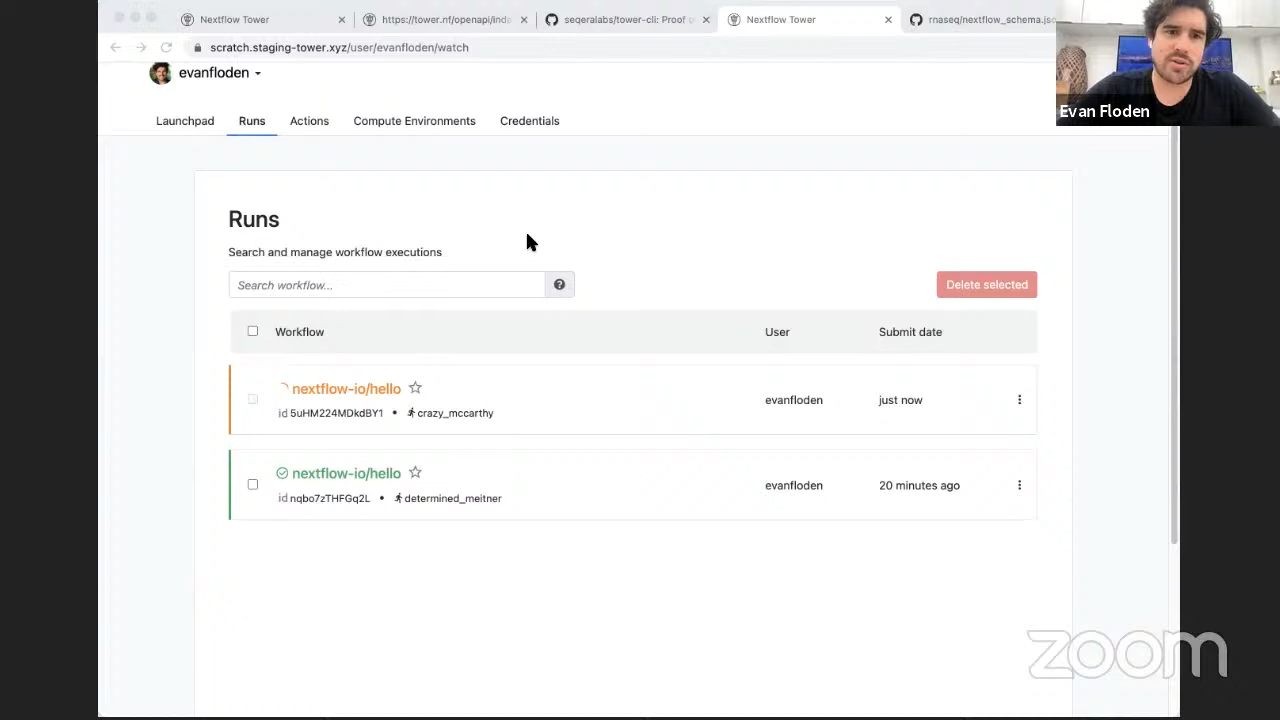 Nextflow Tower
https://tower.nf/openapi/inde
seqeralabs/tower-cli: Proof o
Nextflow Tower
rnaseq/nextflow_schema.jso
scratch.staging-tower.xyz/user/evanfloden/watch
evanfloden
Evan Floden
Launchpad
Runs
Actions
Compute Environments
Credentials
Runs
Search and manage workflow executions
Search workflow...
Delete selected
Workflow
User
Submit date
nextflow-io/hello
evanfloden
just now
id 5uHM224MDkdBY1 • crazy_mccarthy
nextflow-io/hello
evanfloden
20 minutes ago
id nqbo7zTHFGq2L • determined_meitner
zoom